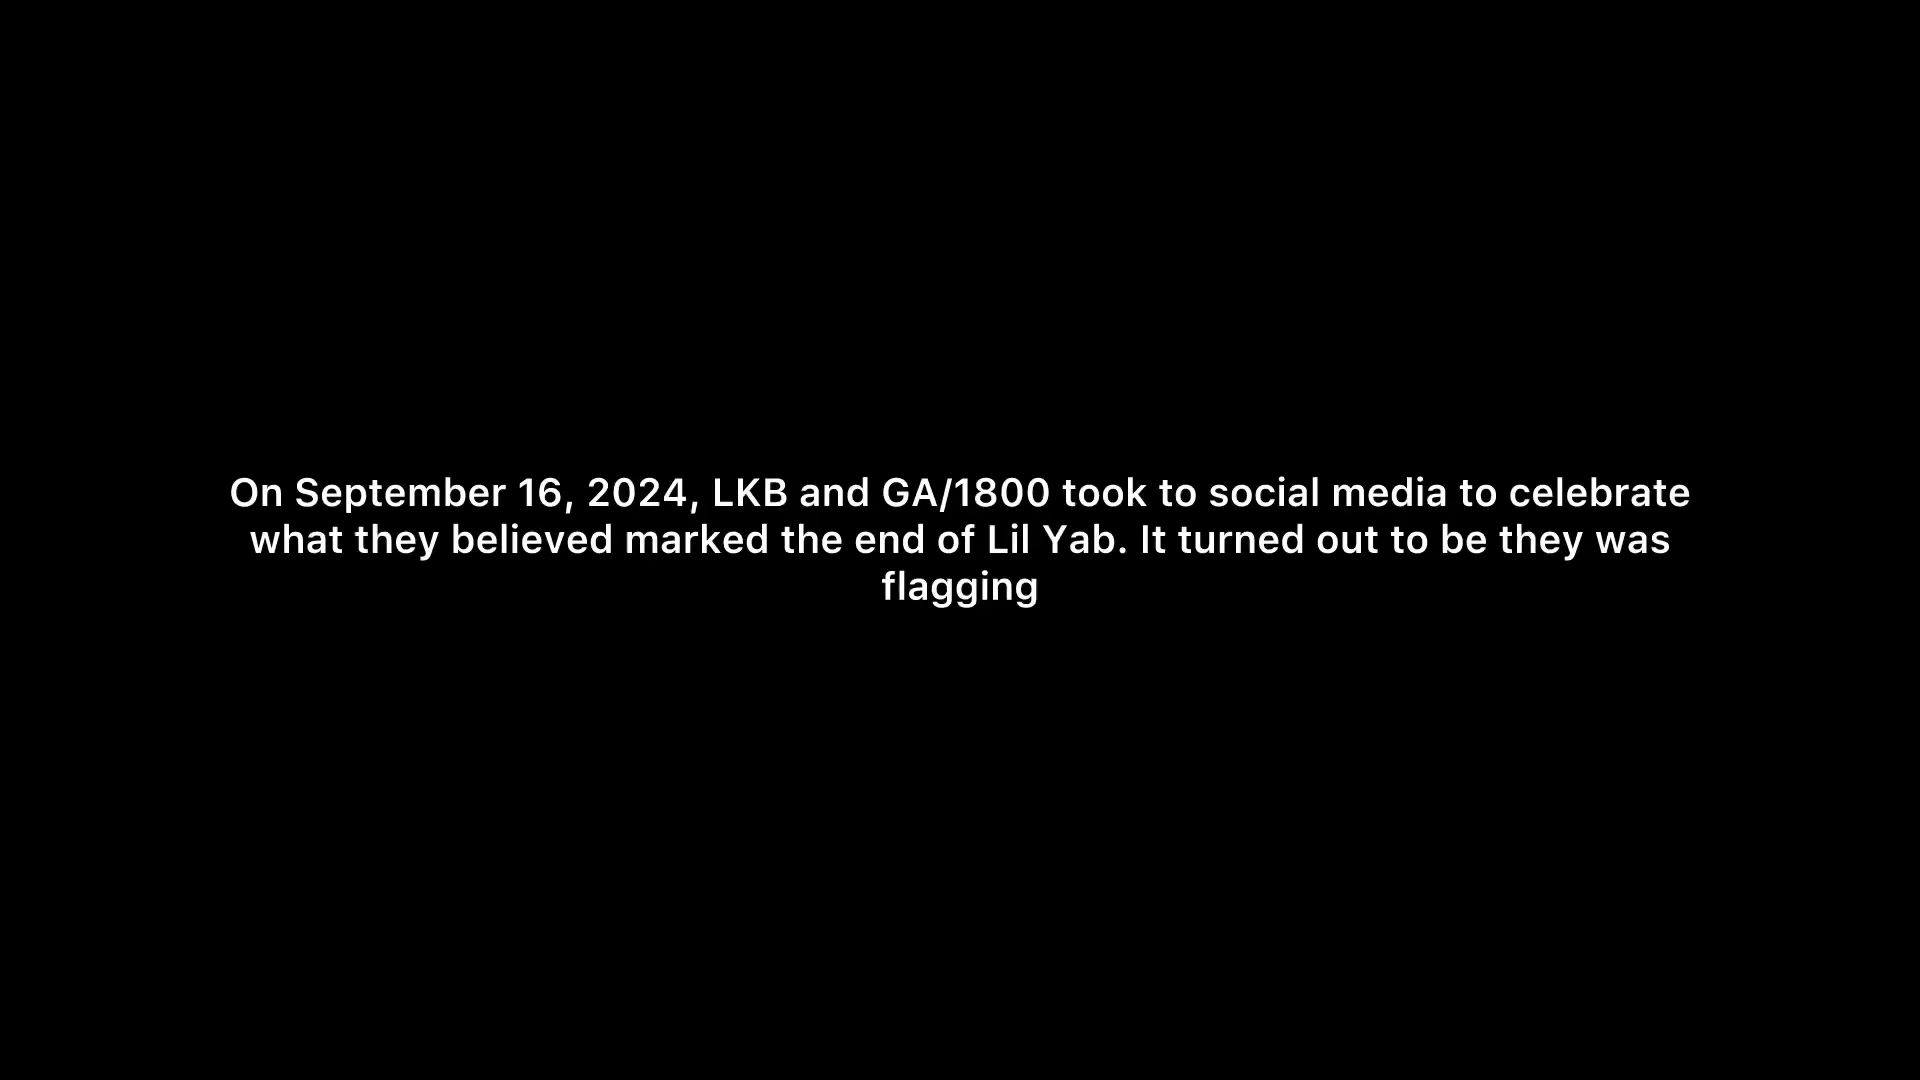 On September 16, 2024, LKB and GA/1800 took to social media to celebrate
what they believed marked the end of Lil Yab. It turned out to be they was
flagging